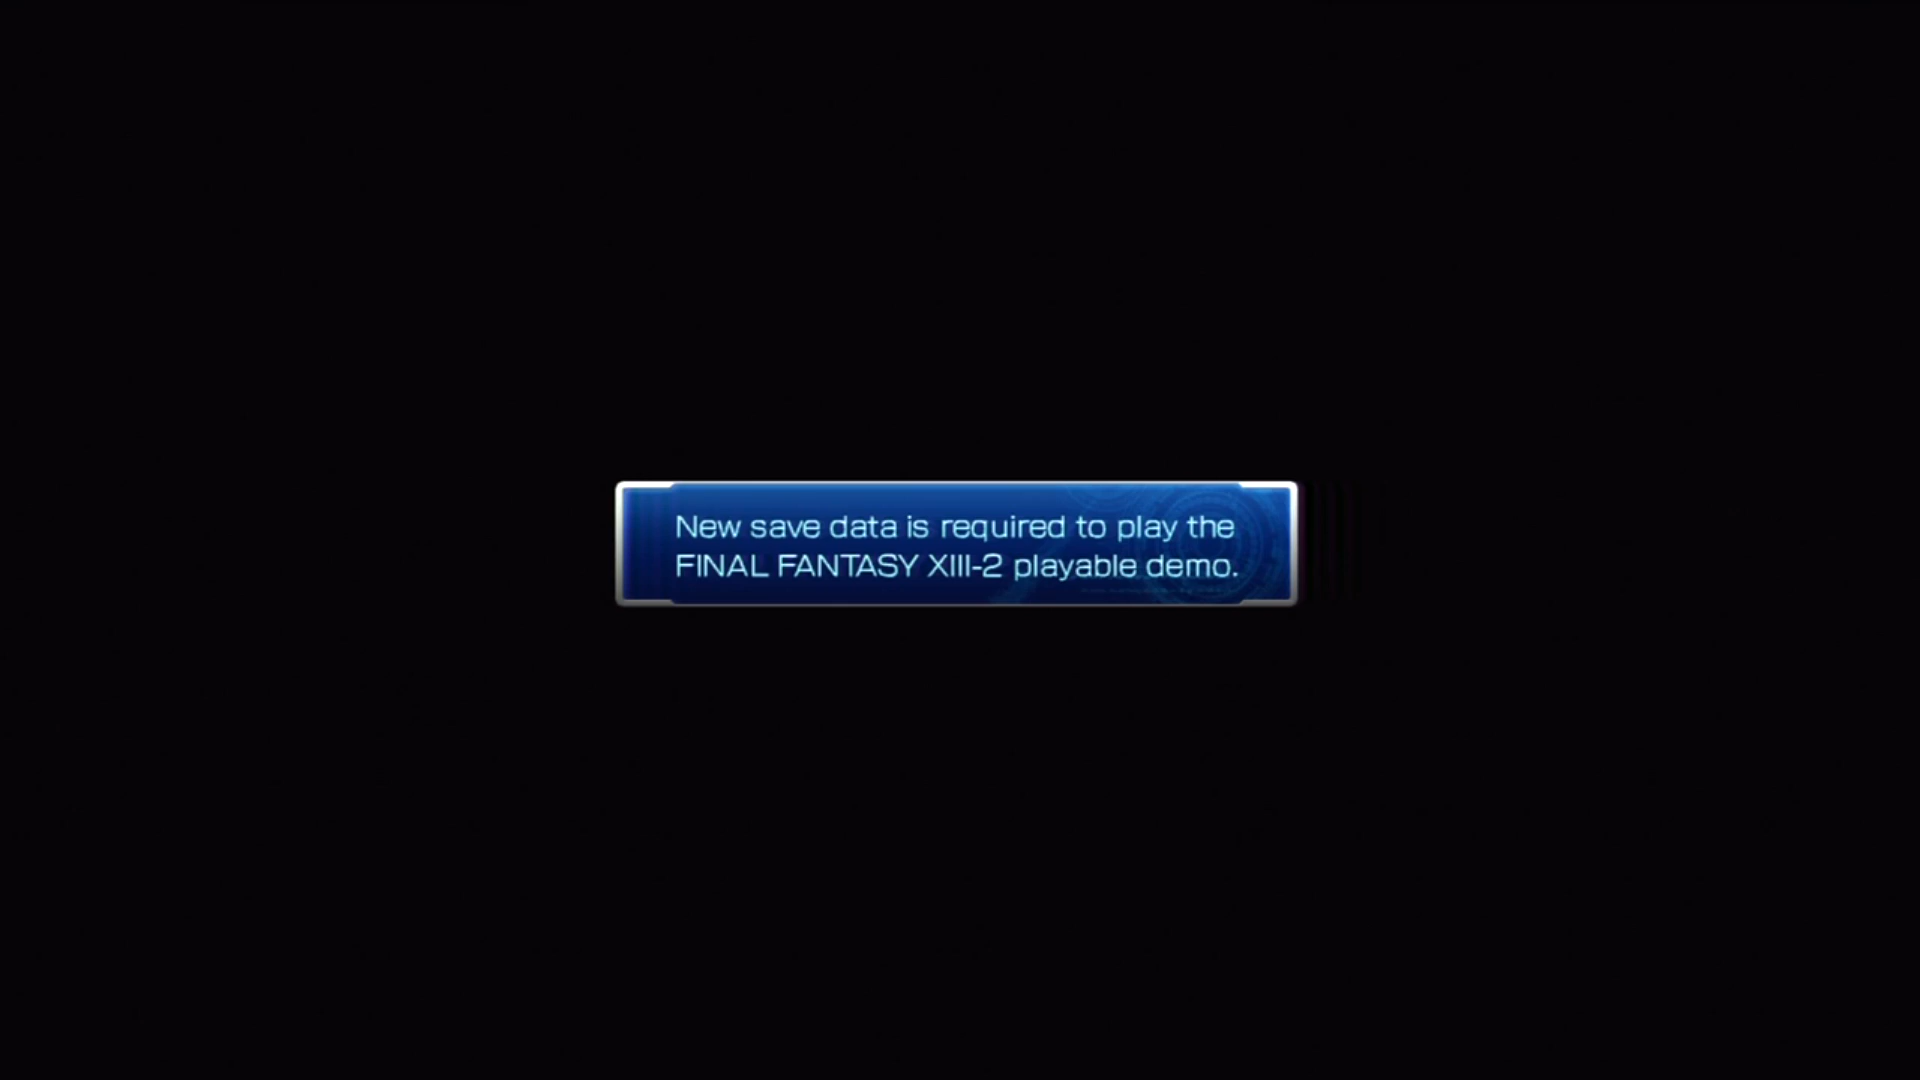 New save data is required to play the
FINAL FANTASY XIII-2 playable demo.